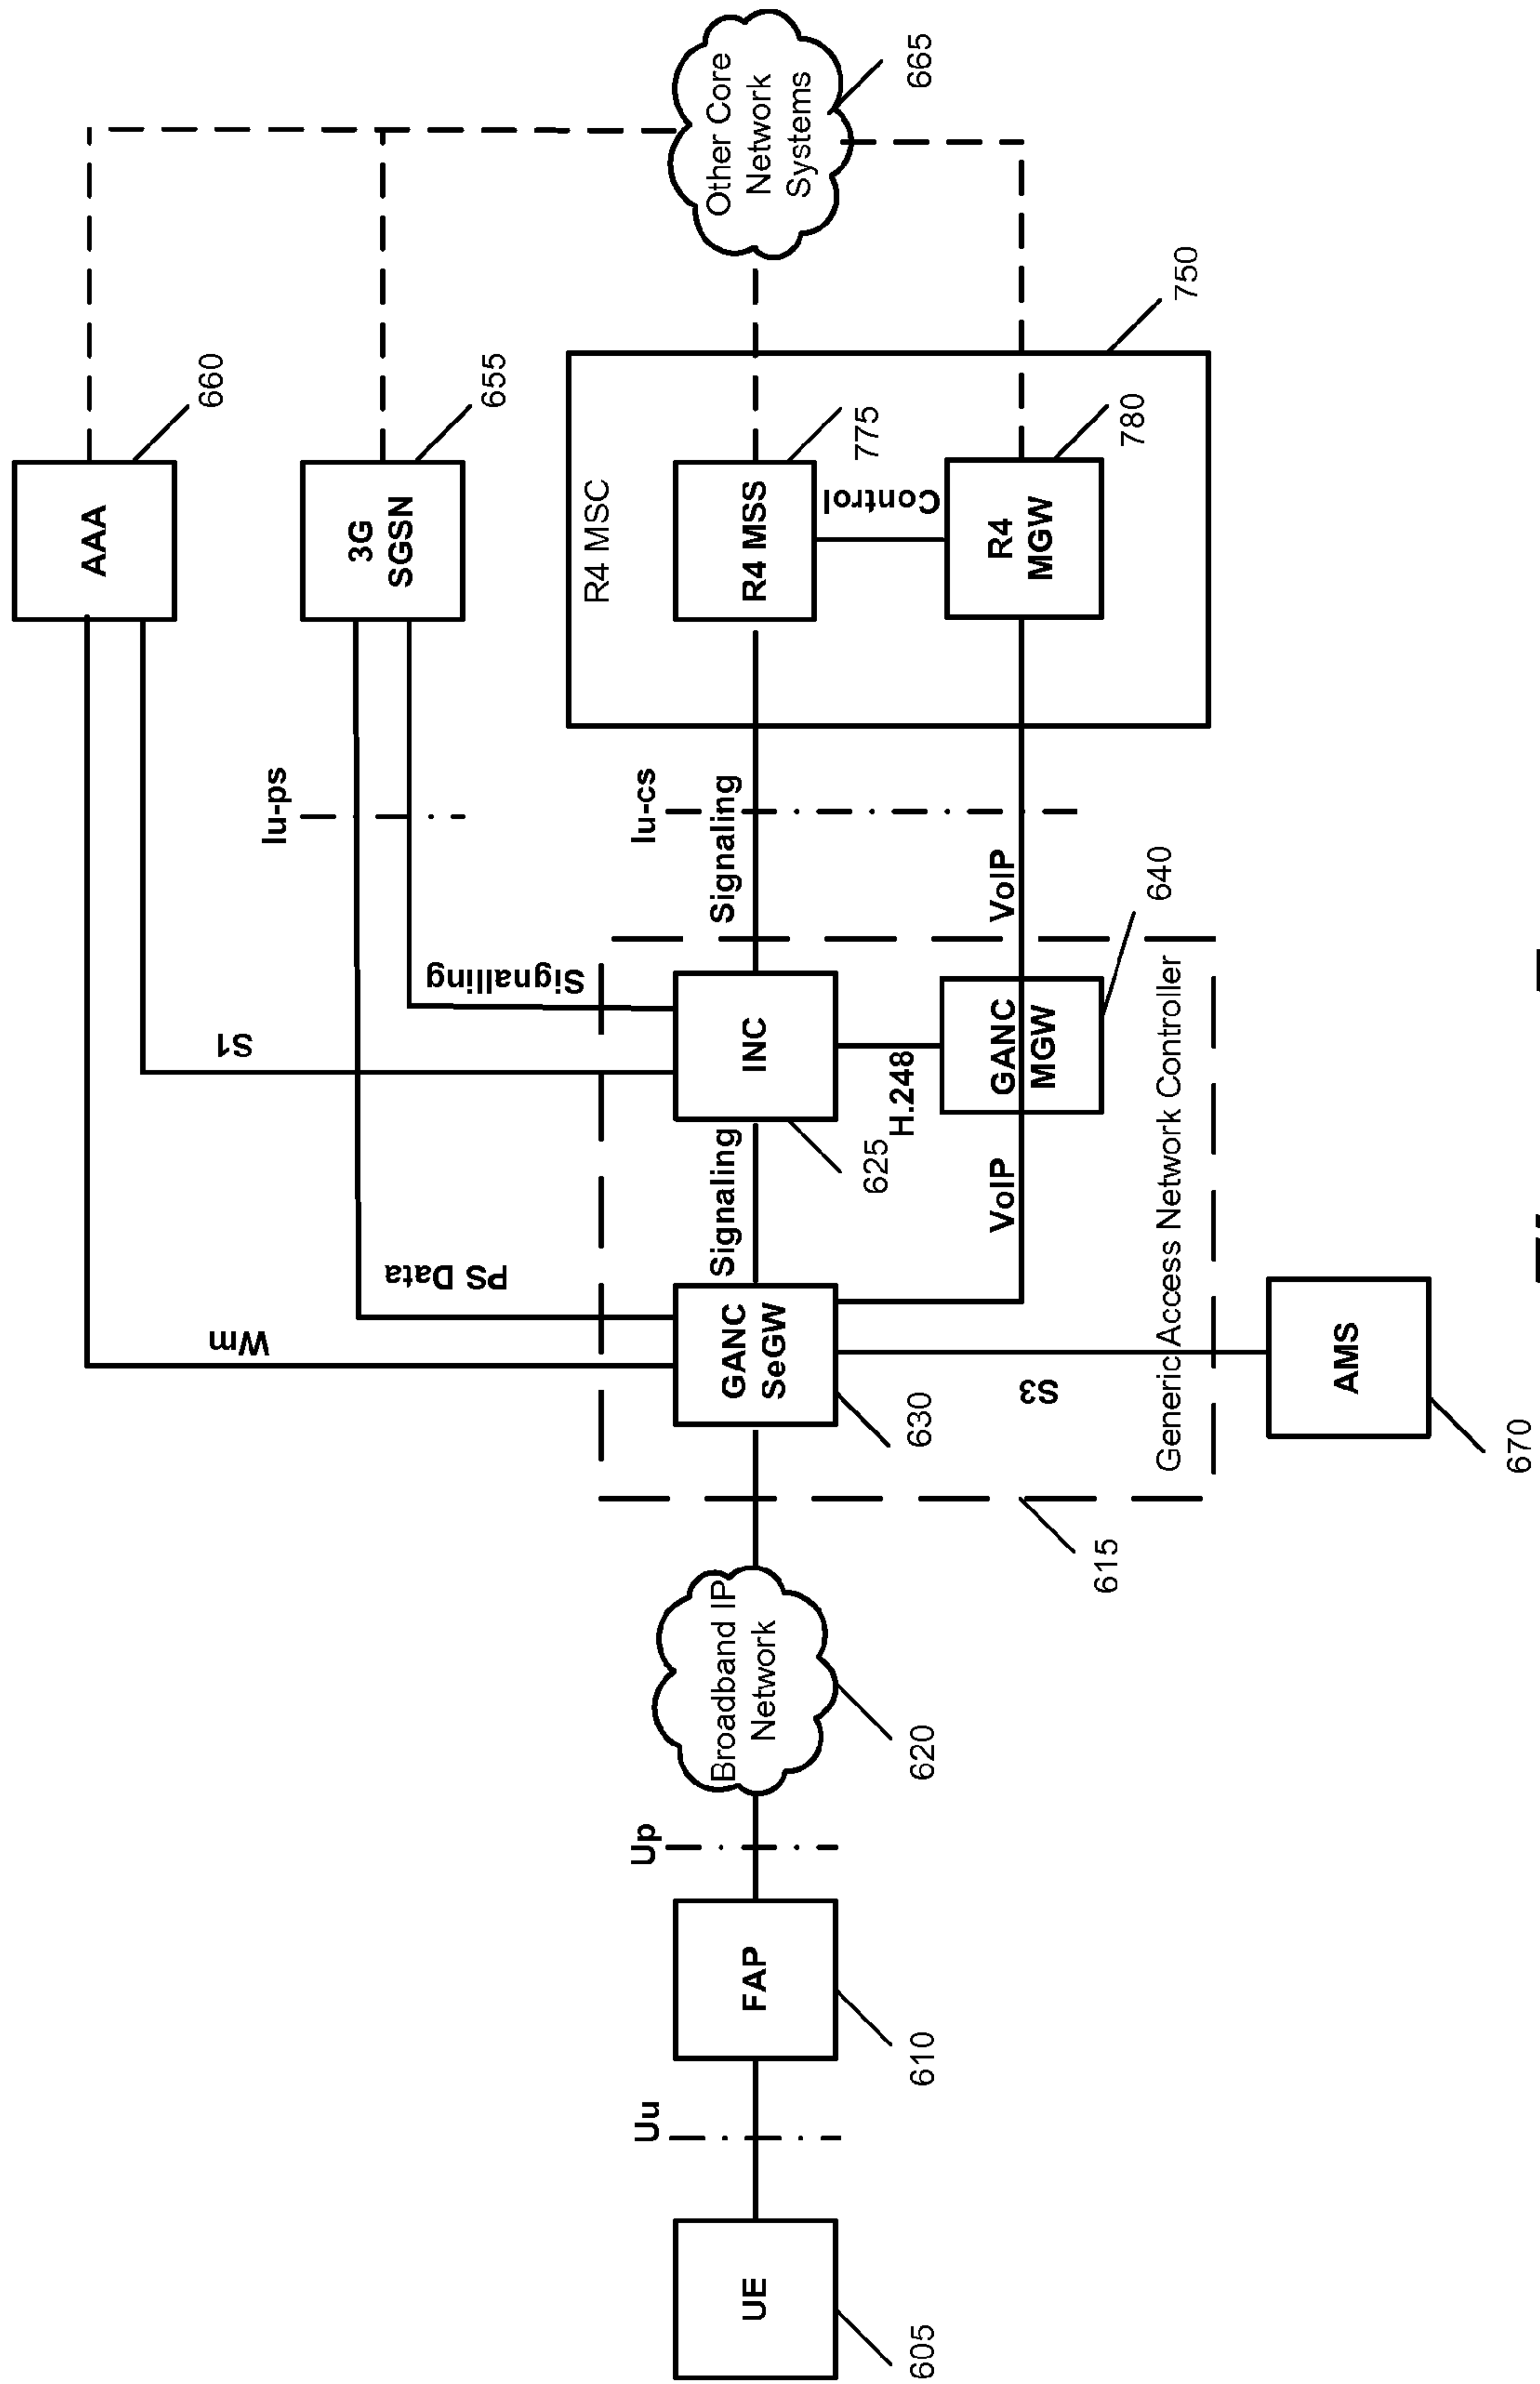 AAA
660
3G
SGSN
655
Other Core
Network
Systems
665
R4 MSC
R4 MSS
775
Control
R4
MGW
780
750
Iu-ps
Iu-cs
Signaling
VoIP
Wm
S1
PS Data
Signalling
UE
605
Uu
FAP
610
Up
Broadband IP
Network
620
GANC
SeGW
630
Signaling
INC
625
H.248
GANC
MGW
640
VoIP
S3
Generic Access Network Controller
615
AMS
670